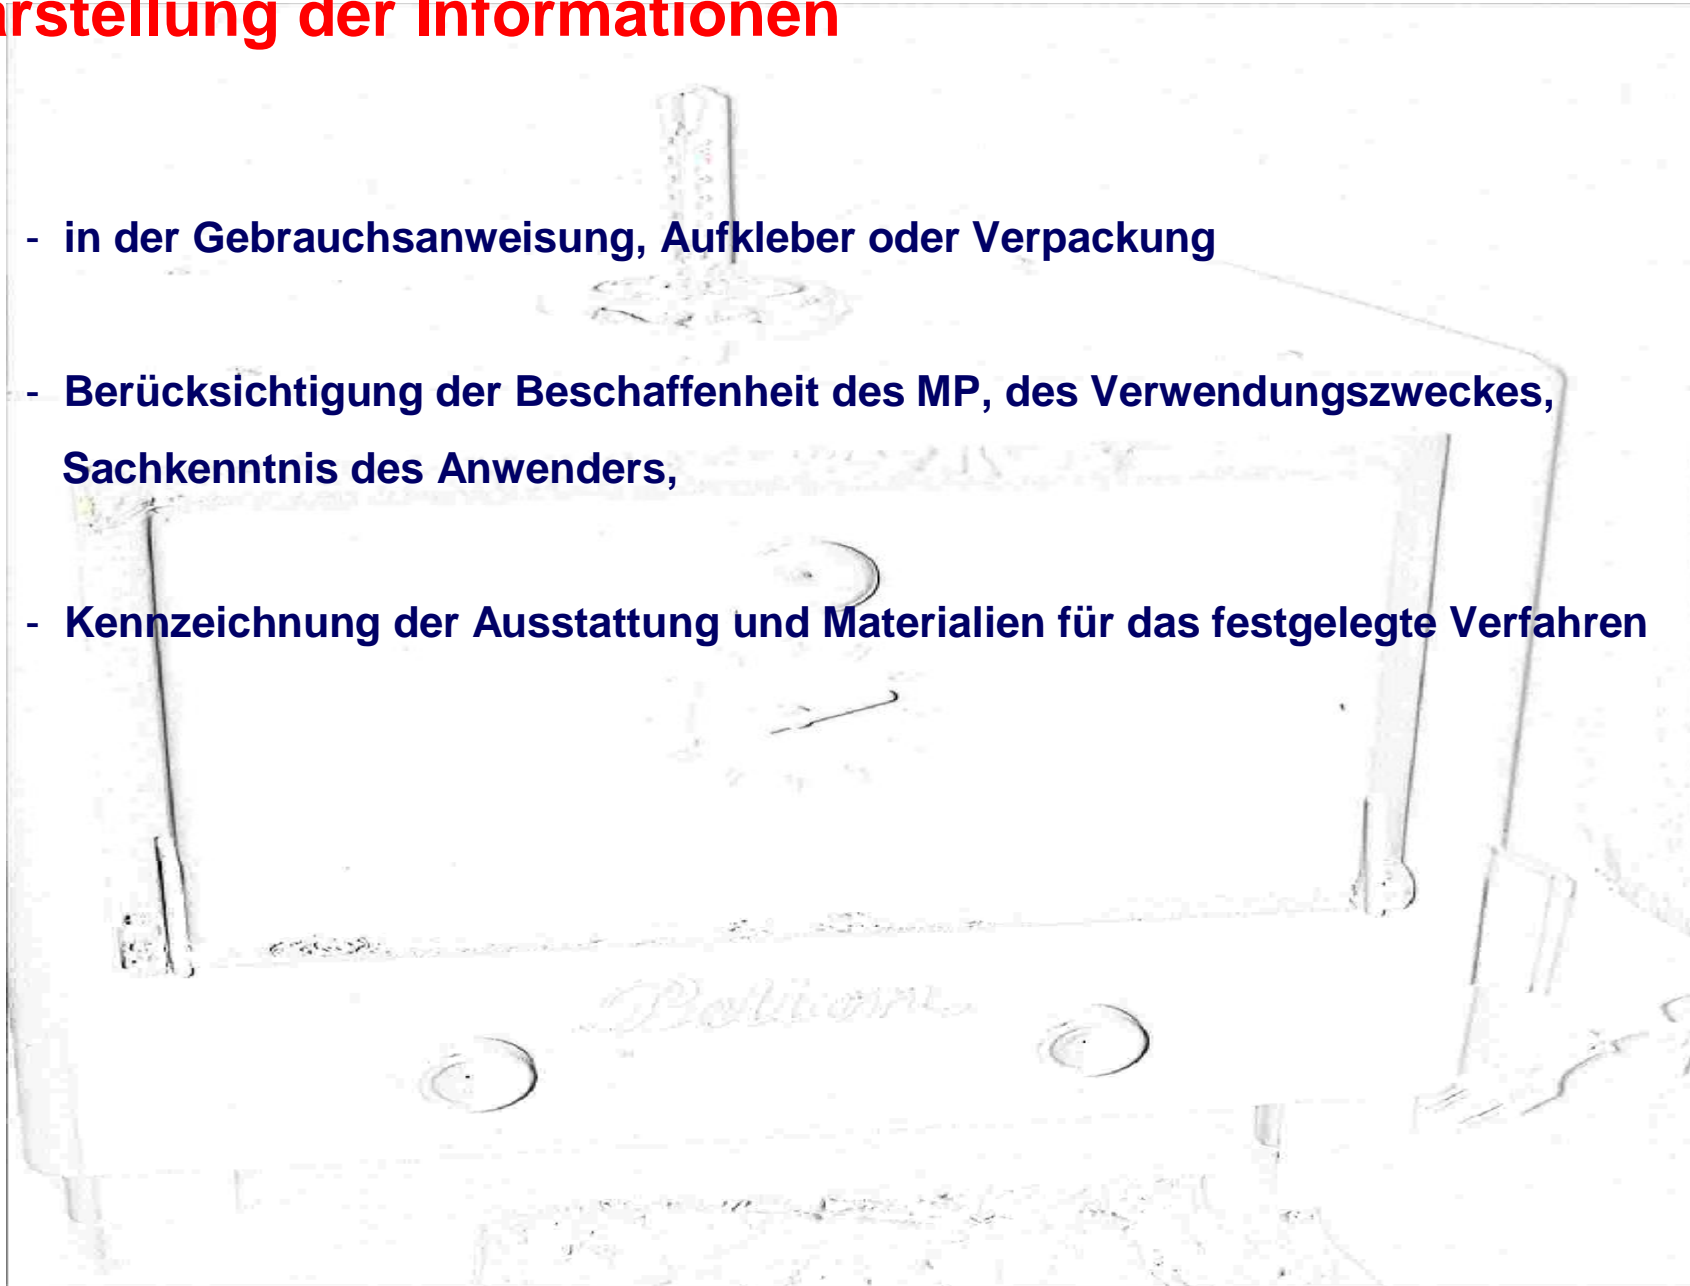 arstellung der Informationen
- in der Gebrauchsanweisung, Aufkleber oder Verpackung
- Berücksichtigung der Beschaffenheit des MP, des Verwendungszweckes,
Sachkenntnis des Anwenders,
- Kennzeichnung der Ausstattung und Materialien für das festgelegte Verfahren